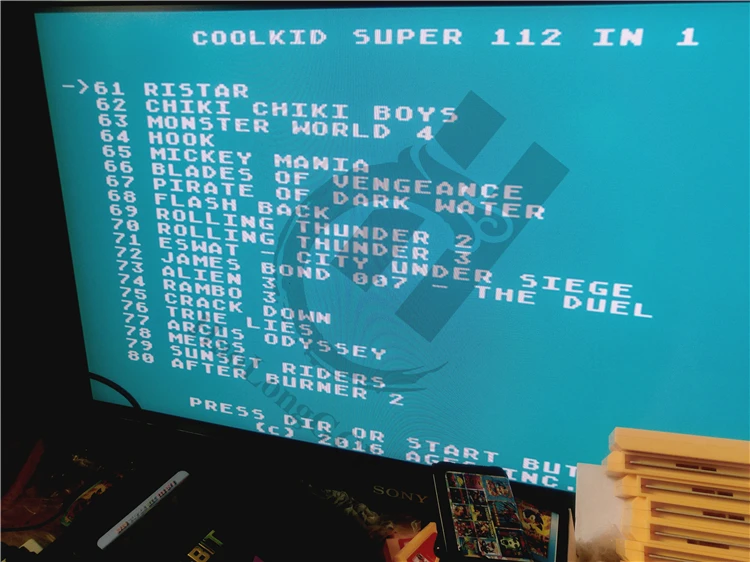 COOLKID SUPER 112 IN 1
->61 RISTAR
62 CHIKI CHIKI BOYS
63 MONSTER WORLD 4
64 HOOK
65 MICKEY MANIA
66 BLADES OF VENGEANCE
67 PIRATE OF DARK WATER
68 FLASH BACK
69 ROLLING THUNDER 2
70 ROLLING THUNDER 3
71 ESWAT - CITY UNDER SIEGE
72 JAMES BOND 007 - THE DUEL
73 ALIEN 3
74 RAMBO 3
75 CRACK DOWN
76 TRUE LIES
77 ARCUS ODYSSEY
78 MERCS
79 SUNSET RIDERS
80 AFTER BURNER 2
PRESS DIR OR START BUT
(C) 2016 AGES INC.
SONY
BIT